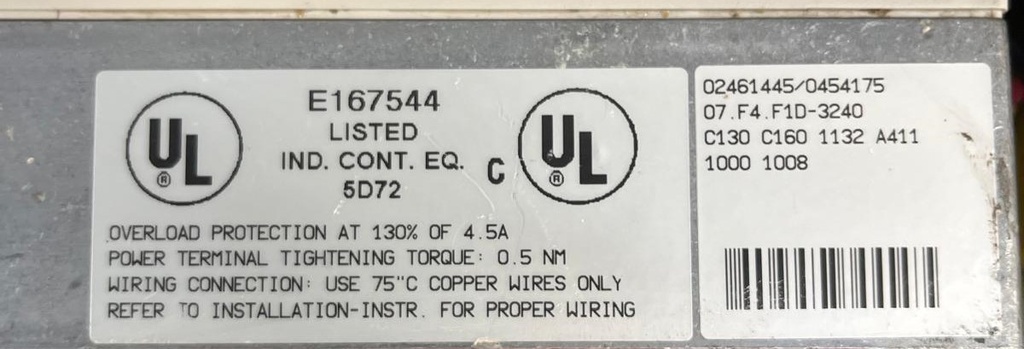 E167544
LISTED
IND. CONT. EQ.
5D72
UL ®
C UL ®
OVERLOAD PROTECTION AT 130% OF 4.5A
POWER TERMINAL TIGHTENING TORQUE: 0.5 NM
WIRING CONNECTION: USE 75"C COPPER WIRES ONLY
REFER TO INSTALLATION-INSTR. FOR PROPER WIRING
02461445/0454175
07.F4.F1D-3240
C130 C160 1132 A411
1000 1008